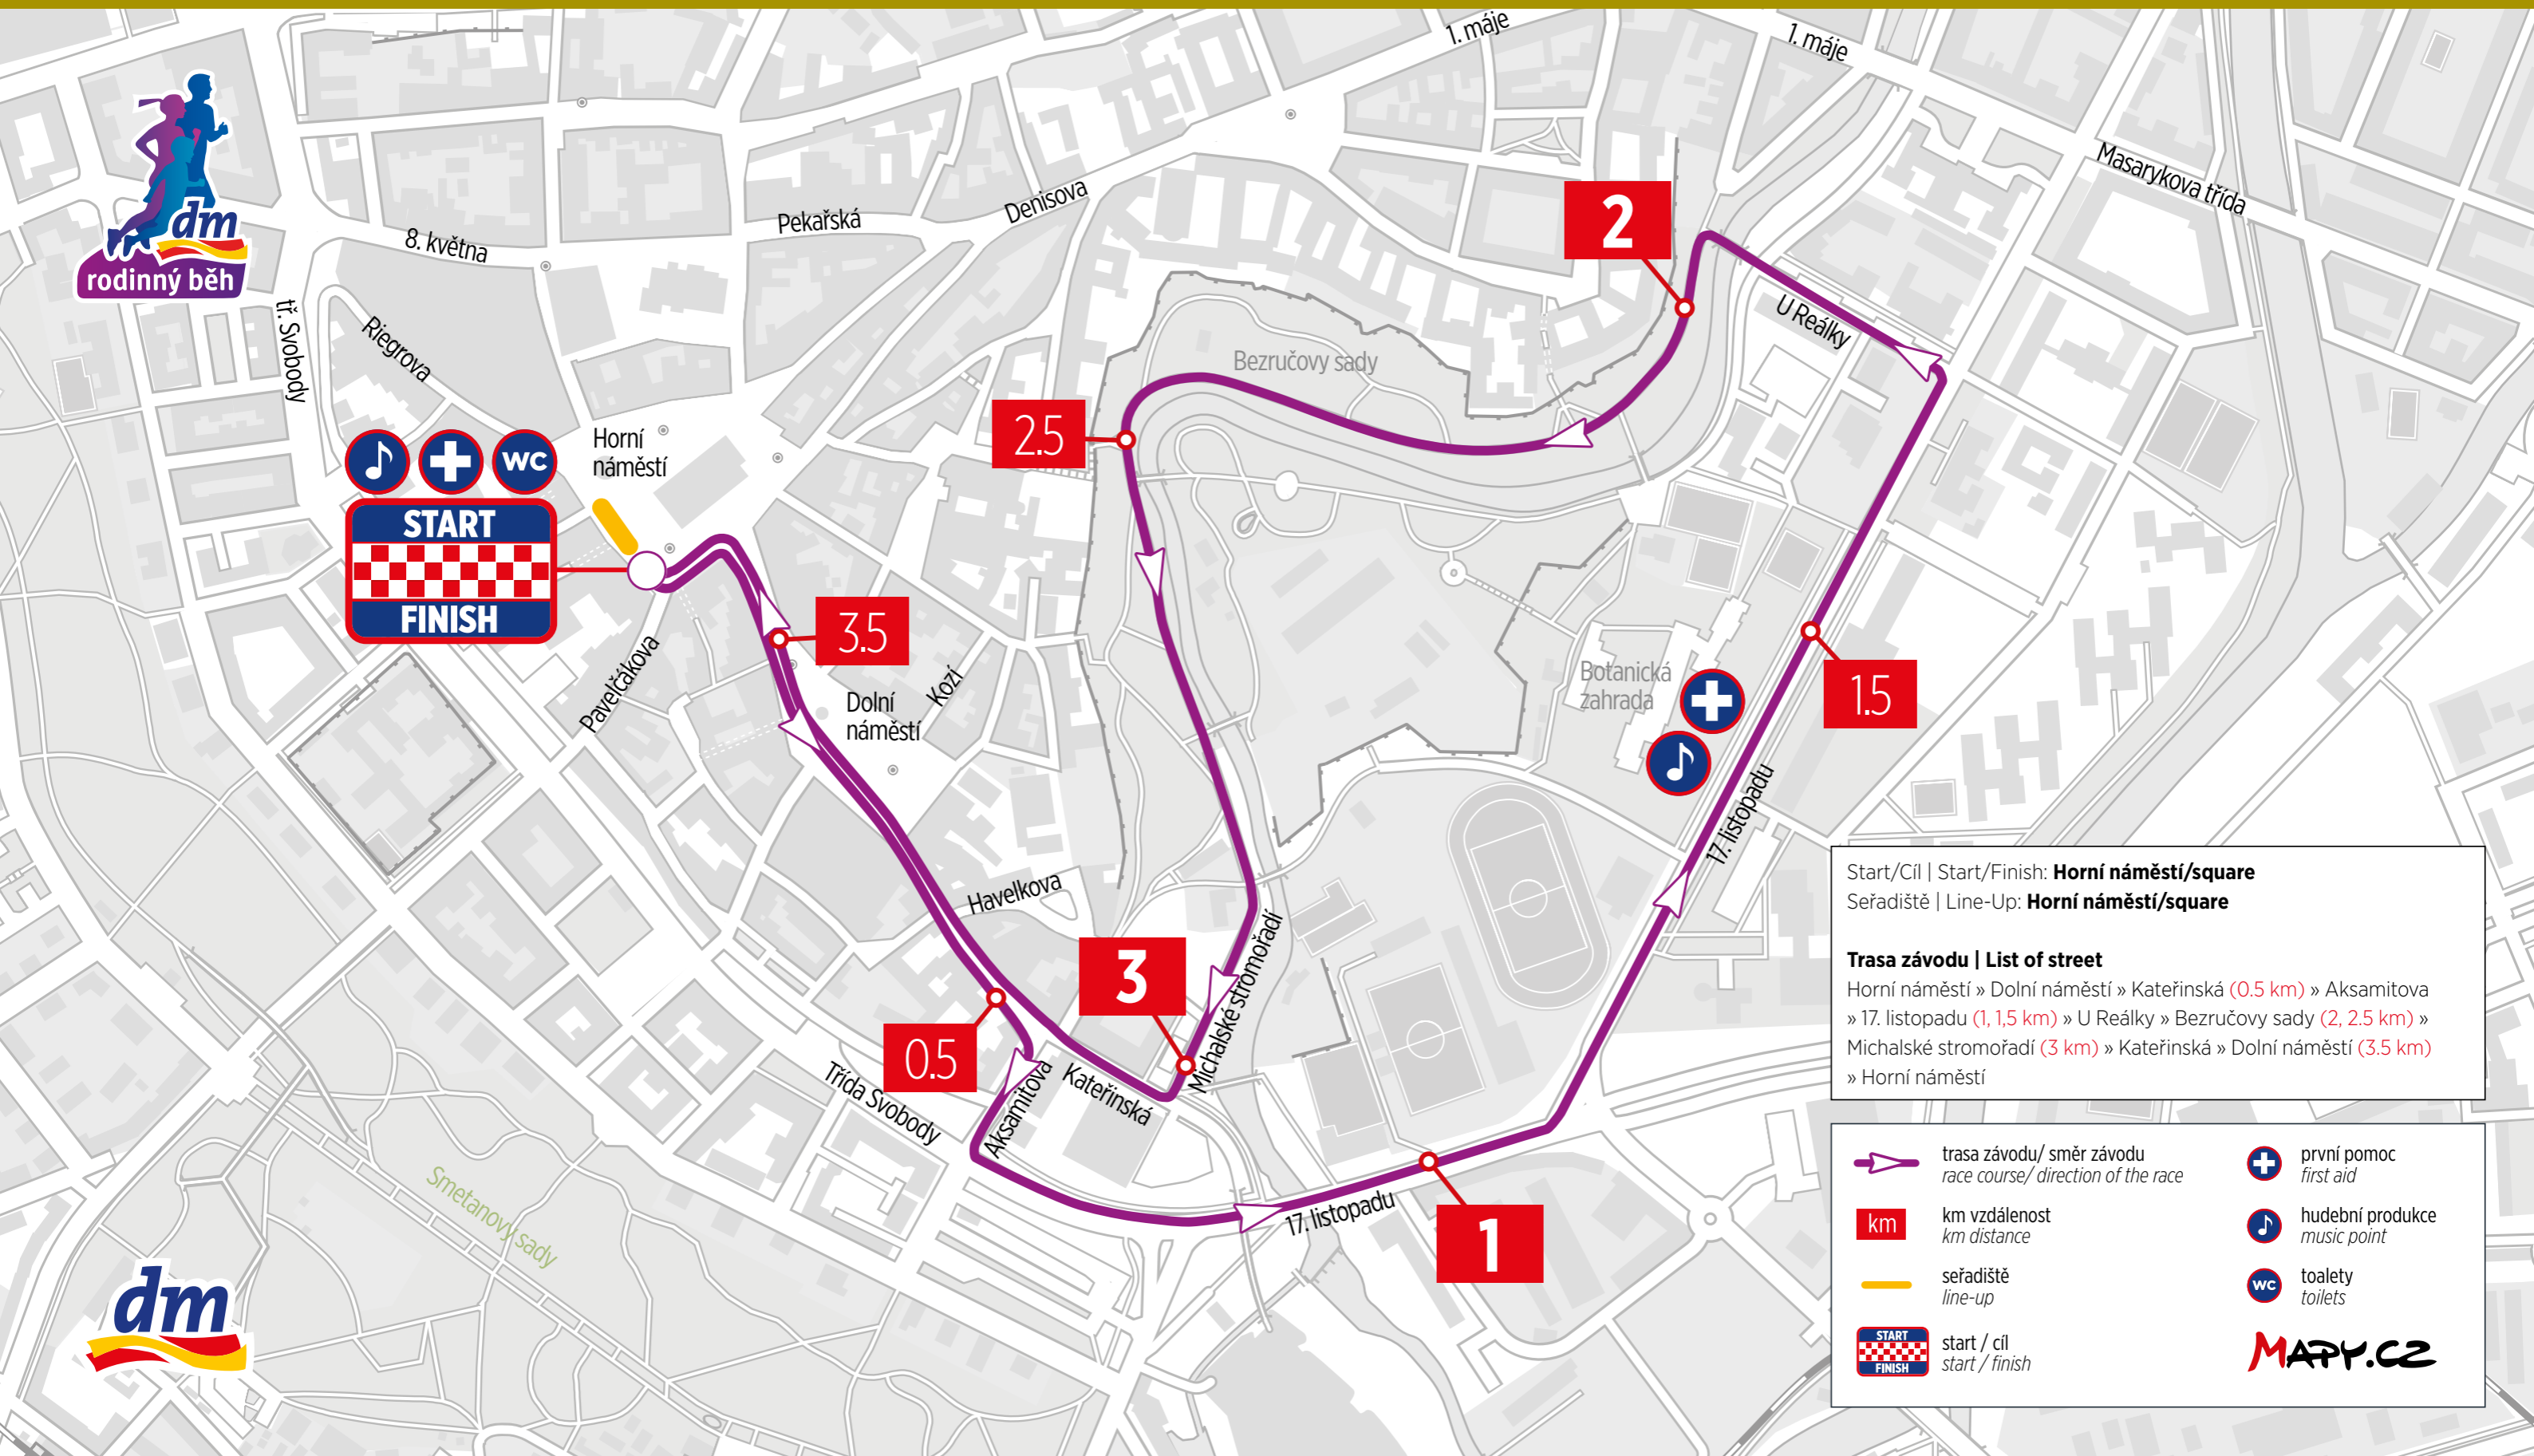 1. máje
1. máje
Masarykova třída
dm
rodinný běh
8. května
Pekařská
Denisova
2
tř. Svobody
Riegrova
U Reálky
Bezručovy sady
2.5
Horní
náměstí
WC
START
FINISH
3.5
Pavelčákova
Dolní
náměstí
Kozí
Botanická
zahrada
1.5
17. listopadu
Havelkova
3
Michalské stromořadí
0.5
Třída Svobody
Aksamitova
Kateřinská
17. listopadu
1
Smetanovy sady
dm
Start/Cíl | Start/Finish: Horní náměstí/square
Seřadiště | Line-Up: Horní náměstí/square
Trasa závodu | List of street
Horní náměstí » Dolní náměstí » Kateřinská (0.5 km) » Aksamitova
» 17. listopadu (1, 1,5 km) » U Reálky » Bezručovy sady (2, 2.5 km) »
Michalské stromořadí (3 km) » Kateřinská » Dolní náměstí (3.5 km)
» Horní náměstí
trasa závodu/ směr závodu
race course/ direction of the race
km
km vzdálenost
km distance
seřadiště
line-up
START
FINISH
start / cíl
start / finish
první pomoc
first aid
hudební produkce
music point
WC
toalety
toilets
MAPY.CZ